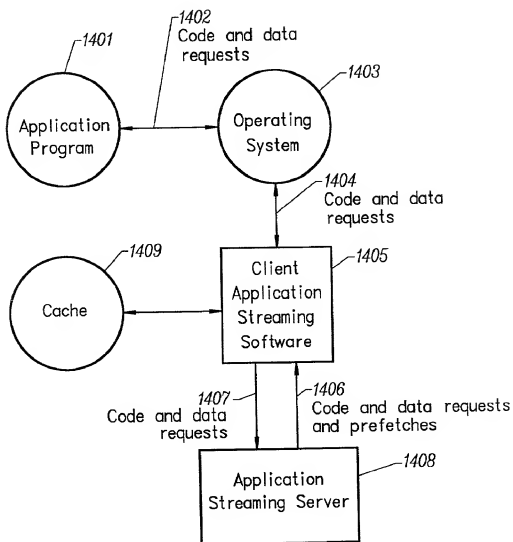 1402
Code and data
requests
1401
1403
Application
Program
Operating
System
1404
Code and data
requests
1409
1405
Cache
Client
Application
Streaming
Software
1407
Code and data
requests
1406
Code and data requests
and prefetches
1408
Application
Streaming Server